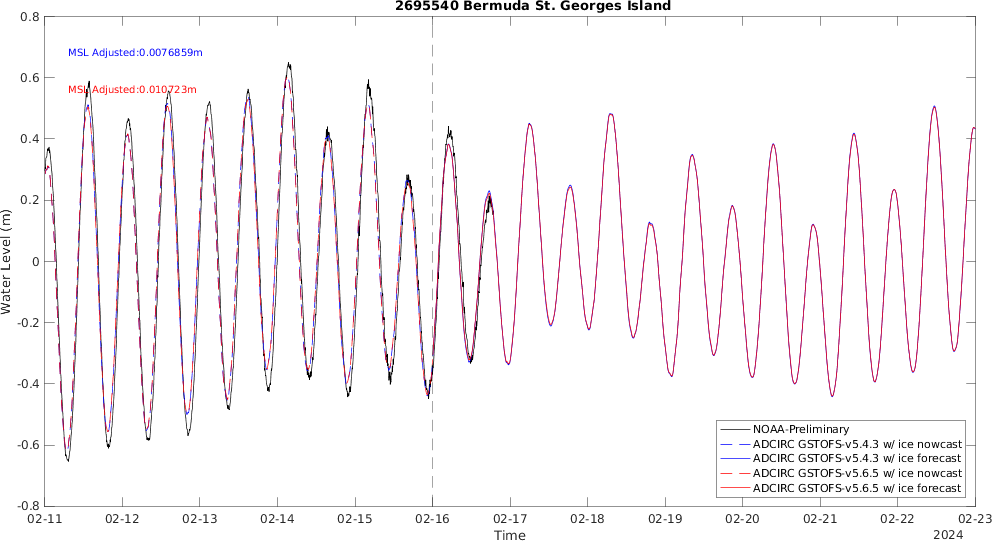 2695540 Bermuda St. Georges Island
0.8
0.6
0.4
0.2
0
-0.2
-0.4
-0.6
-0.8
Water Level (m)
MSL Adjusted:0.0076859m
MSL Adjusted:0.010723m
NOAA-Preliminary
ADCIRC GSTOFS-v5.4.3 w/ ice nowcast
ADCIRC GSTOFS-v5.4.3 w/ ice forecast
ADCIRC GSTOFS-v5.6.5 w/ ice nowcast
ADCIRC GSTOFS-v5.6.5 w/ ice forecast
02-11 02-12 02-13 02-14 02-15 02-16 02-17 02-18 02-19 02-20 02-21 02-22 02-23
Time
2024